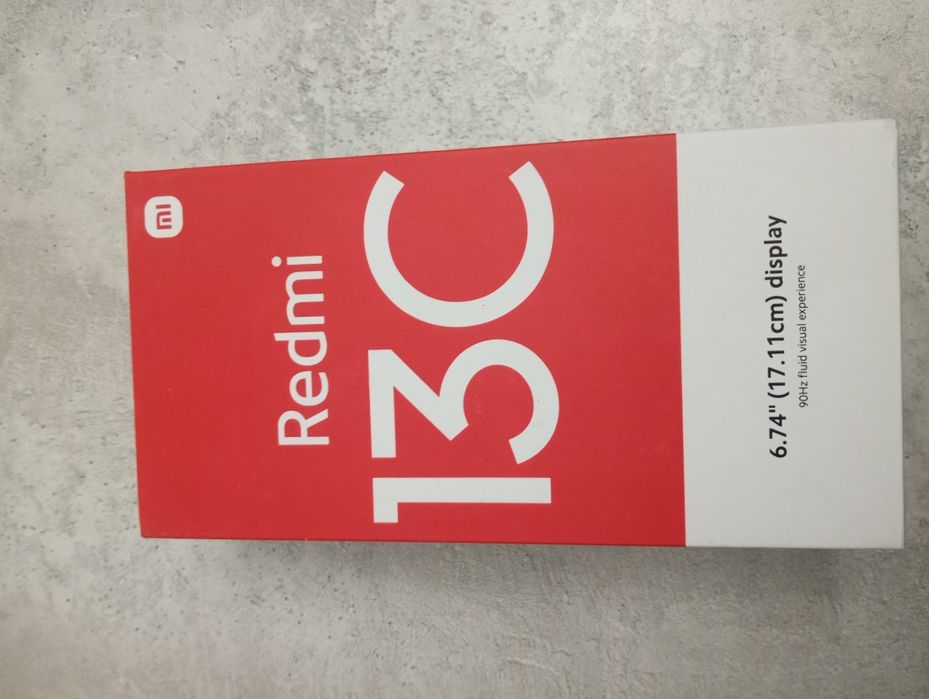 mi
Redmi
13C
6.74" (17.11cm) display
90Hz fluid visual experience